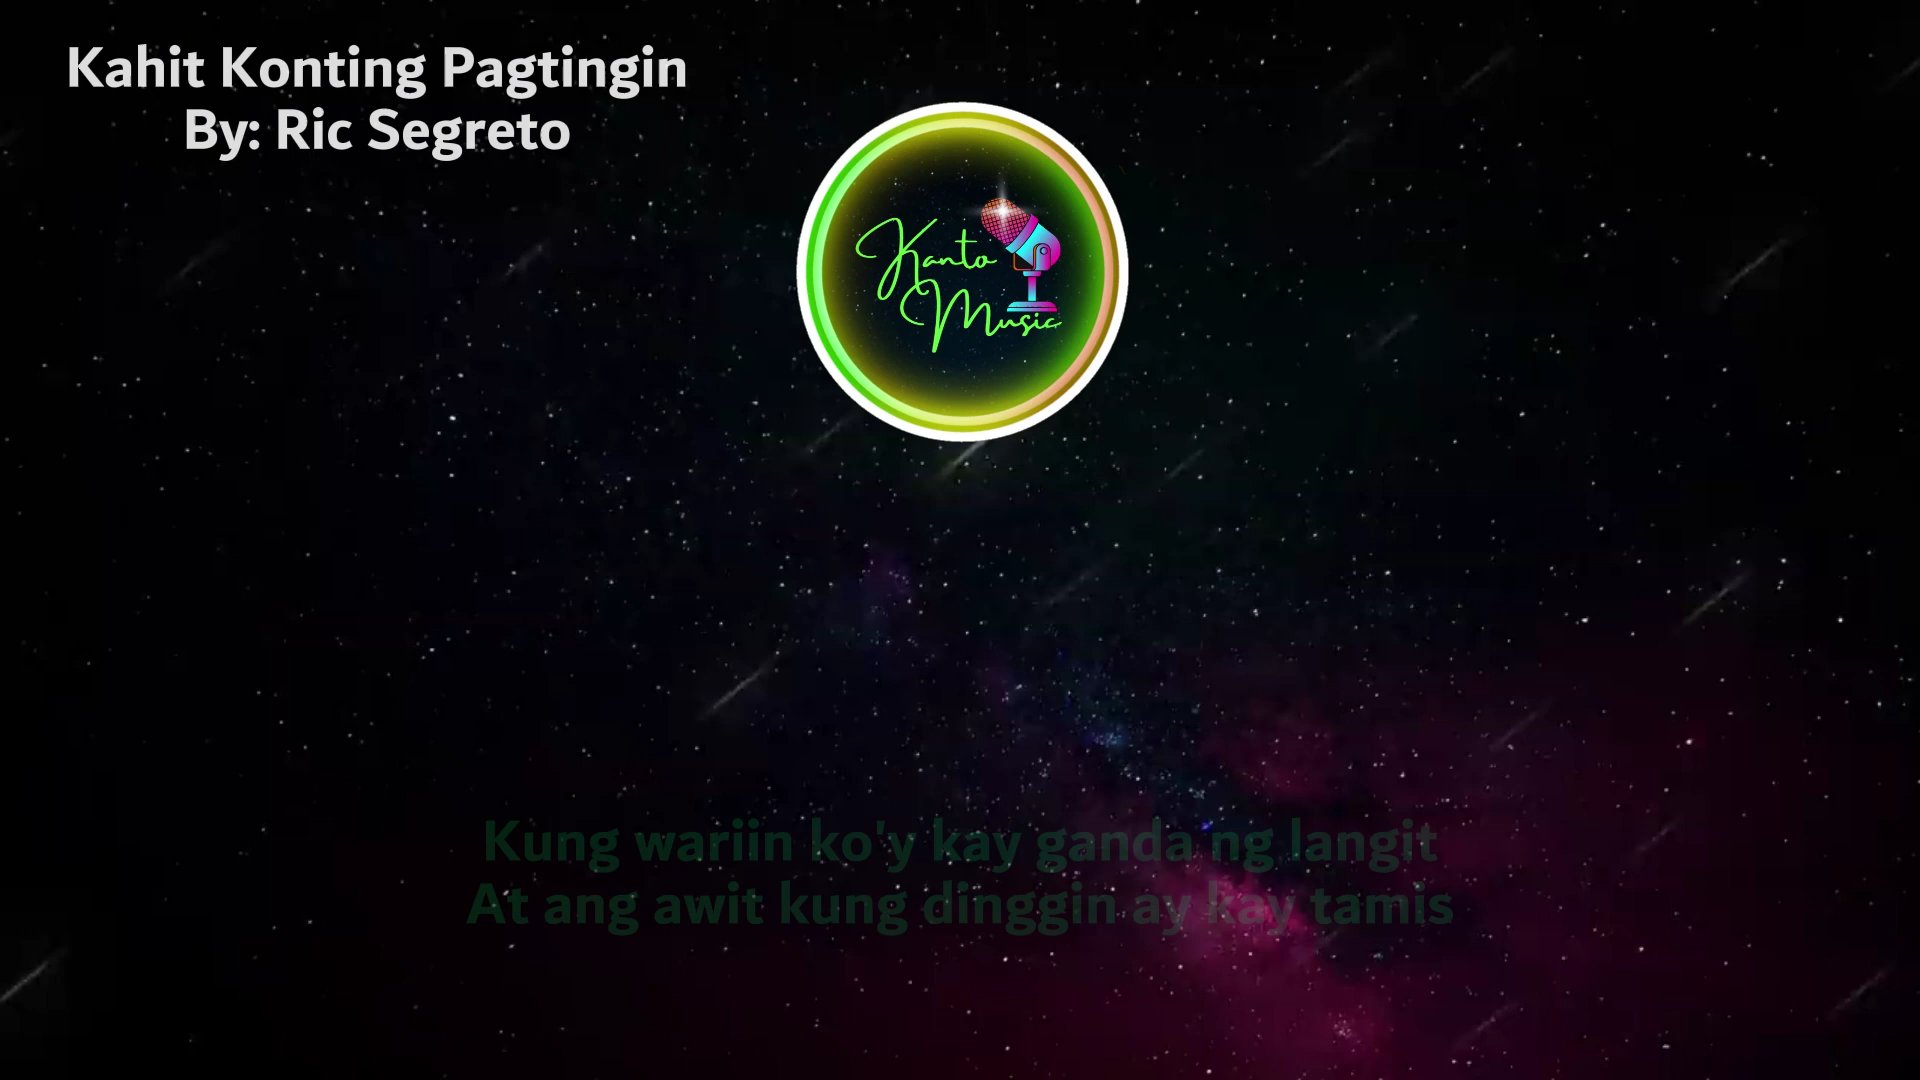 Kahit Konting Pagtingin
By: Ric Segreto
Kanto
Music
Kung wariin ko'y kay ganda ng langit
At ang awit kung dinggin ay kay tamis